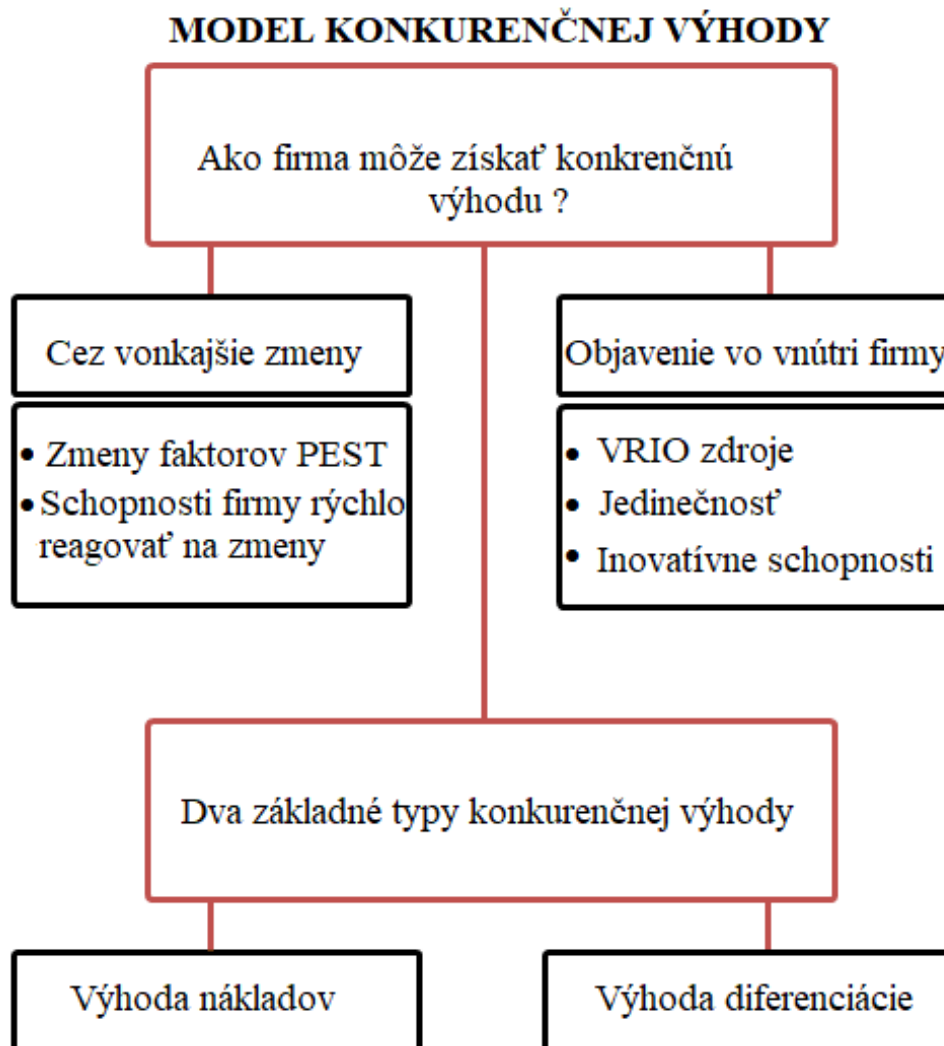 MODEL KONKURENČNEJ VÝHODY
Ako firma môže získať konkrenčnú
výhodu ?
Cez vonkajšie zmeny
• Zmeny faktorov PEST
• Schopnosti firmy rýchlo
reagovať na zmeny
Objavenie vo vnútri firmy
• VRIO zdroje
• Jedinečnosť
• Inovatívne schopnosti
Dva základné typy konkurenčnej výhody
Výhoda nákladov
Výhoda diferenciácie